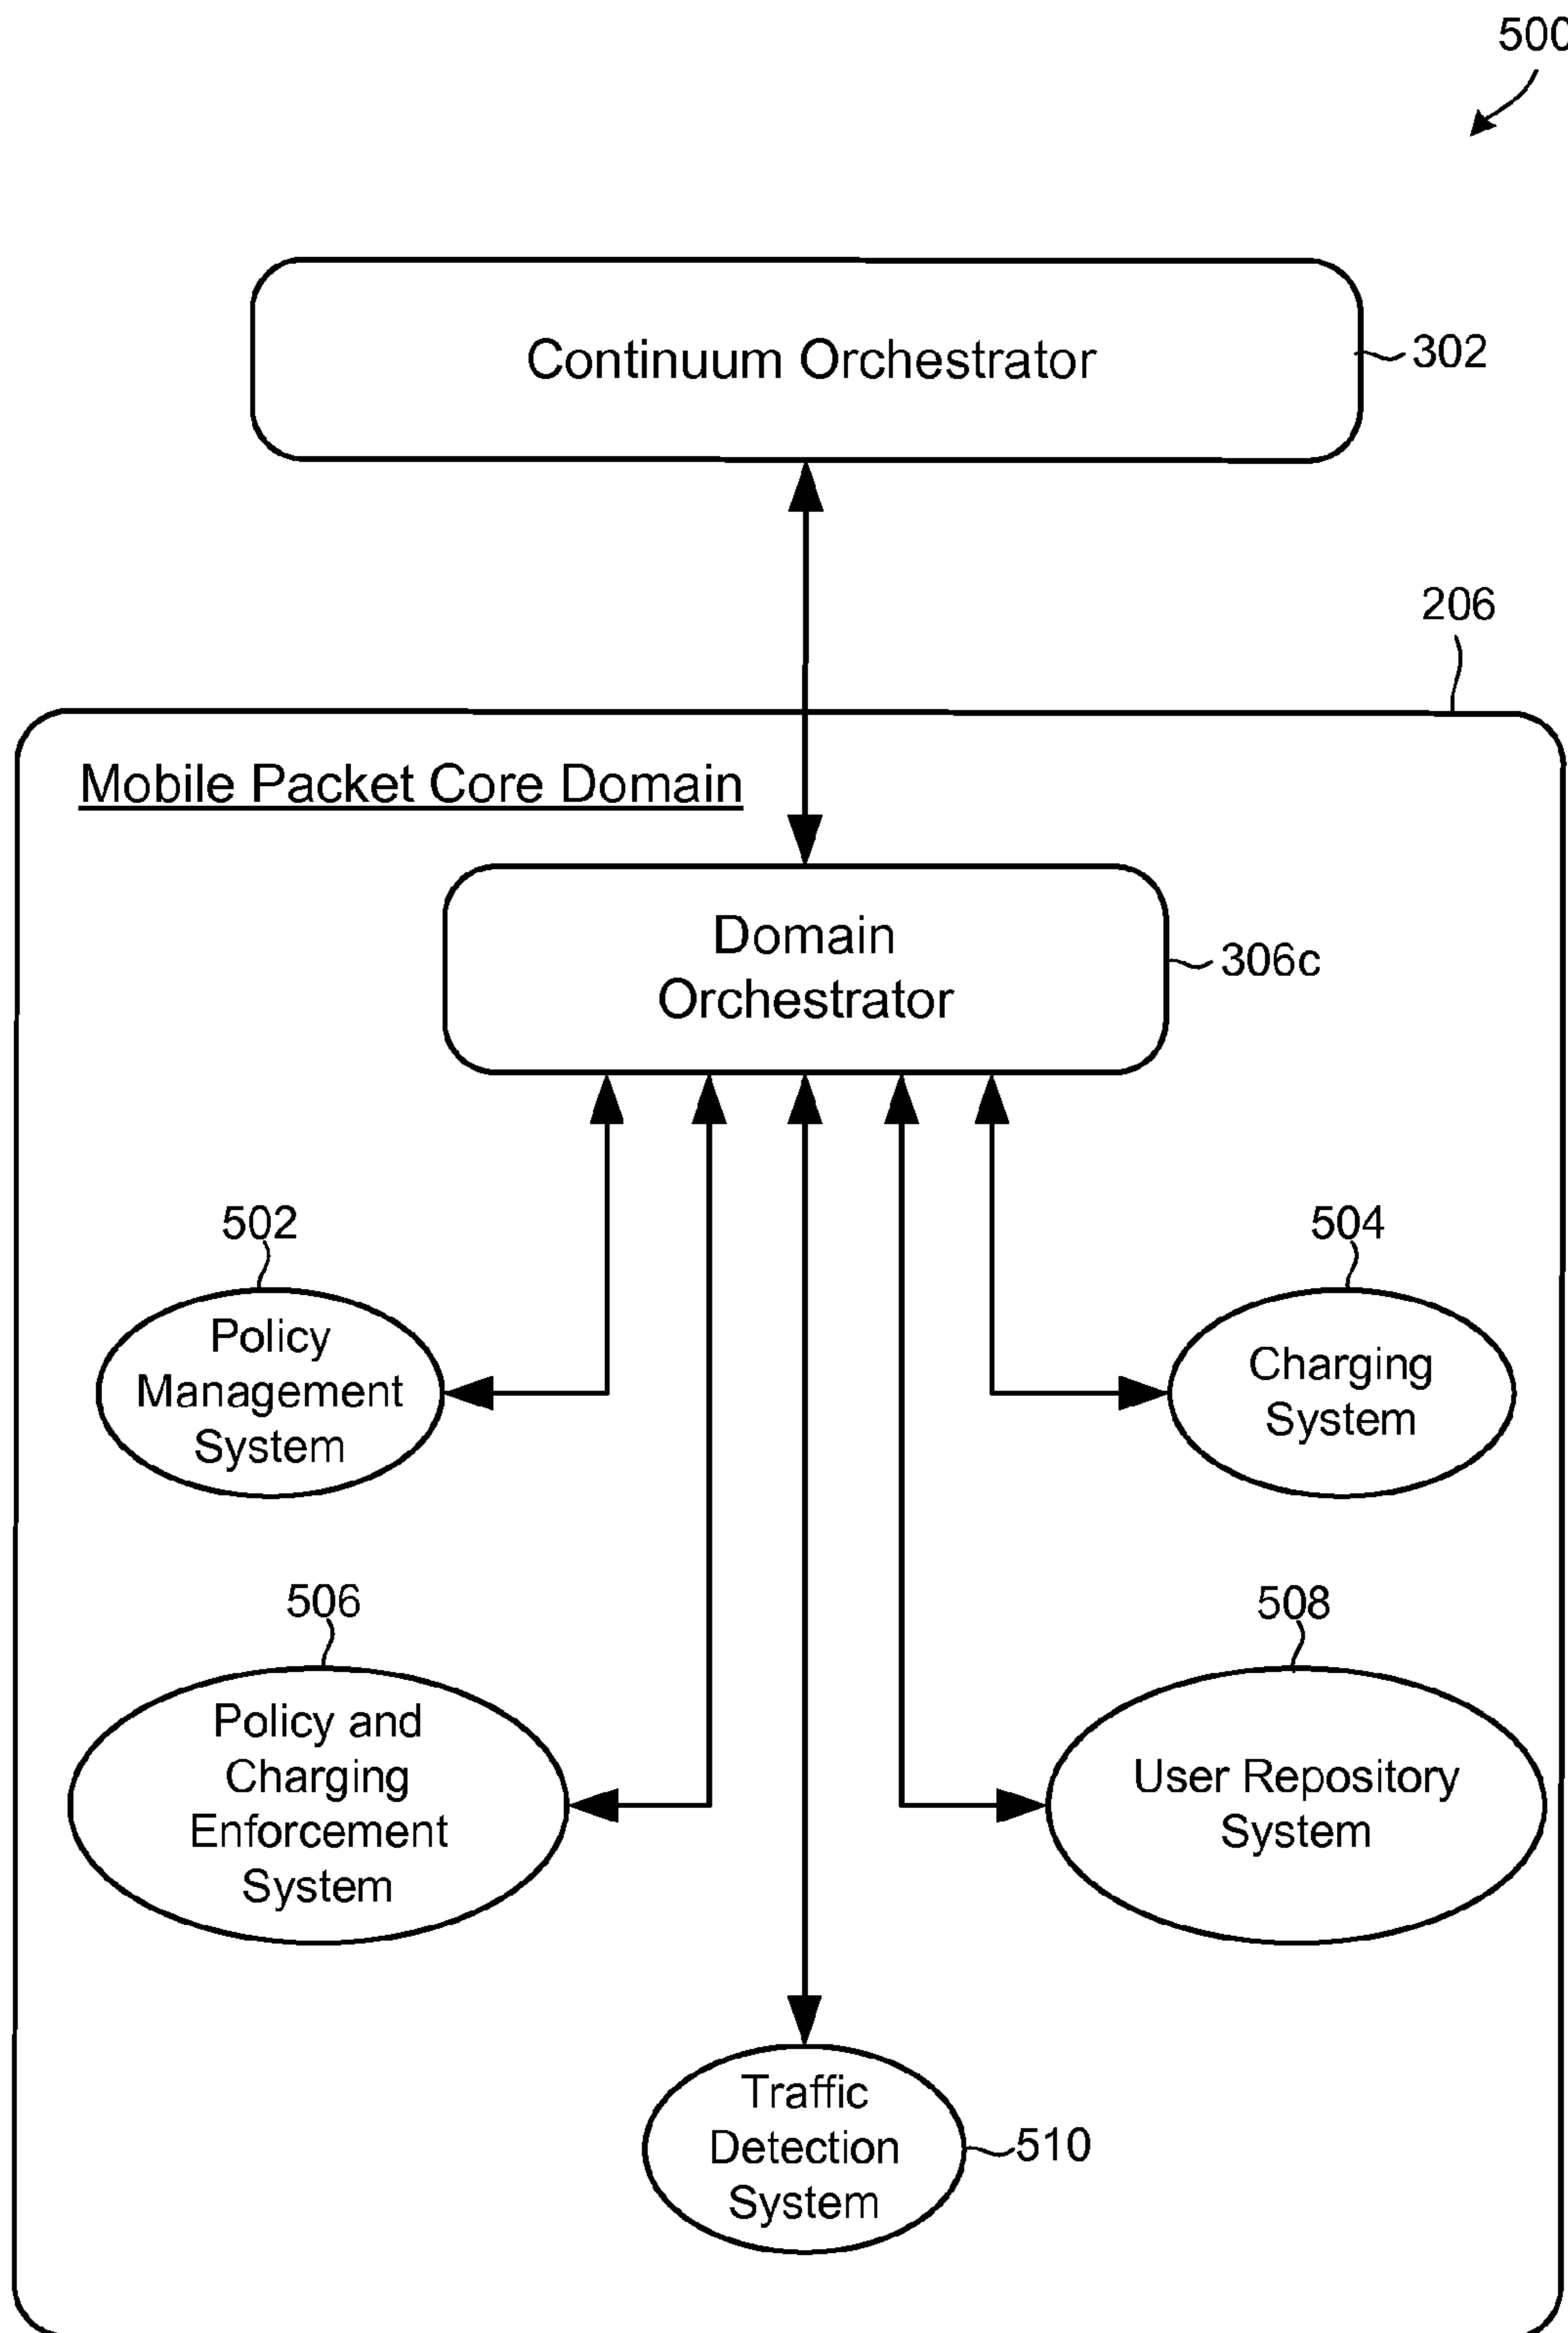 500
Continuum Orchestrator
302
206
Mobile Packet Core Domain
Domain
Orchestrator
306c
502
504
Policy
Management
System
Charging
System
506
508
Policy and
Charging
Enforcement
System
User Repository
System
Traffic
Detection
System
510